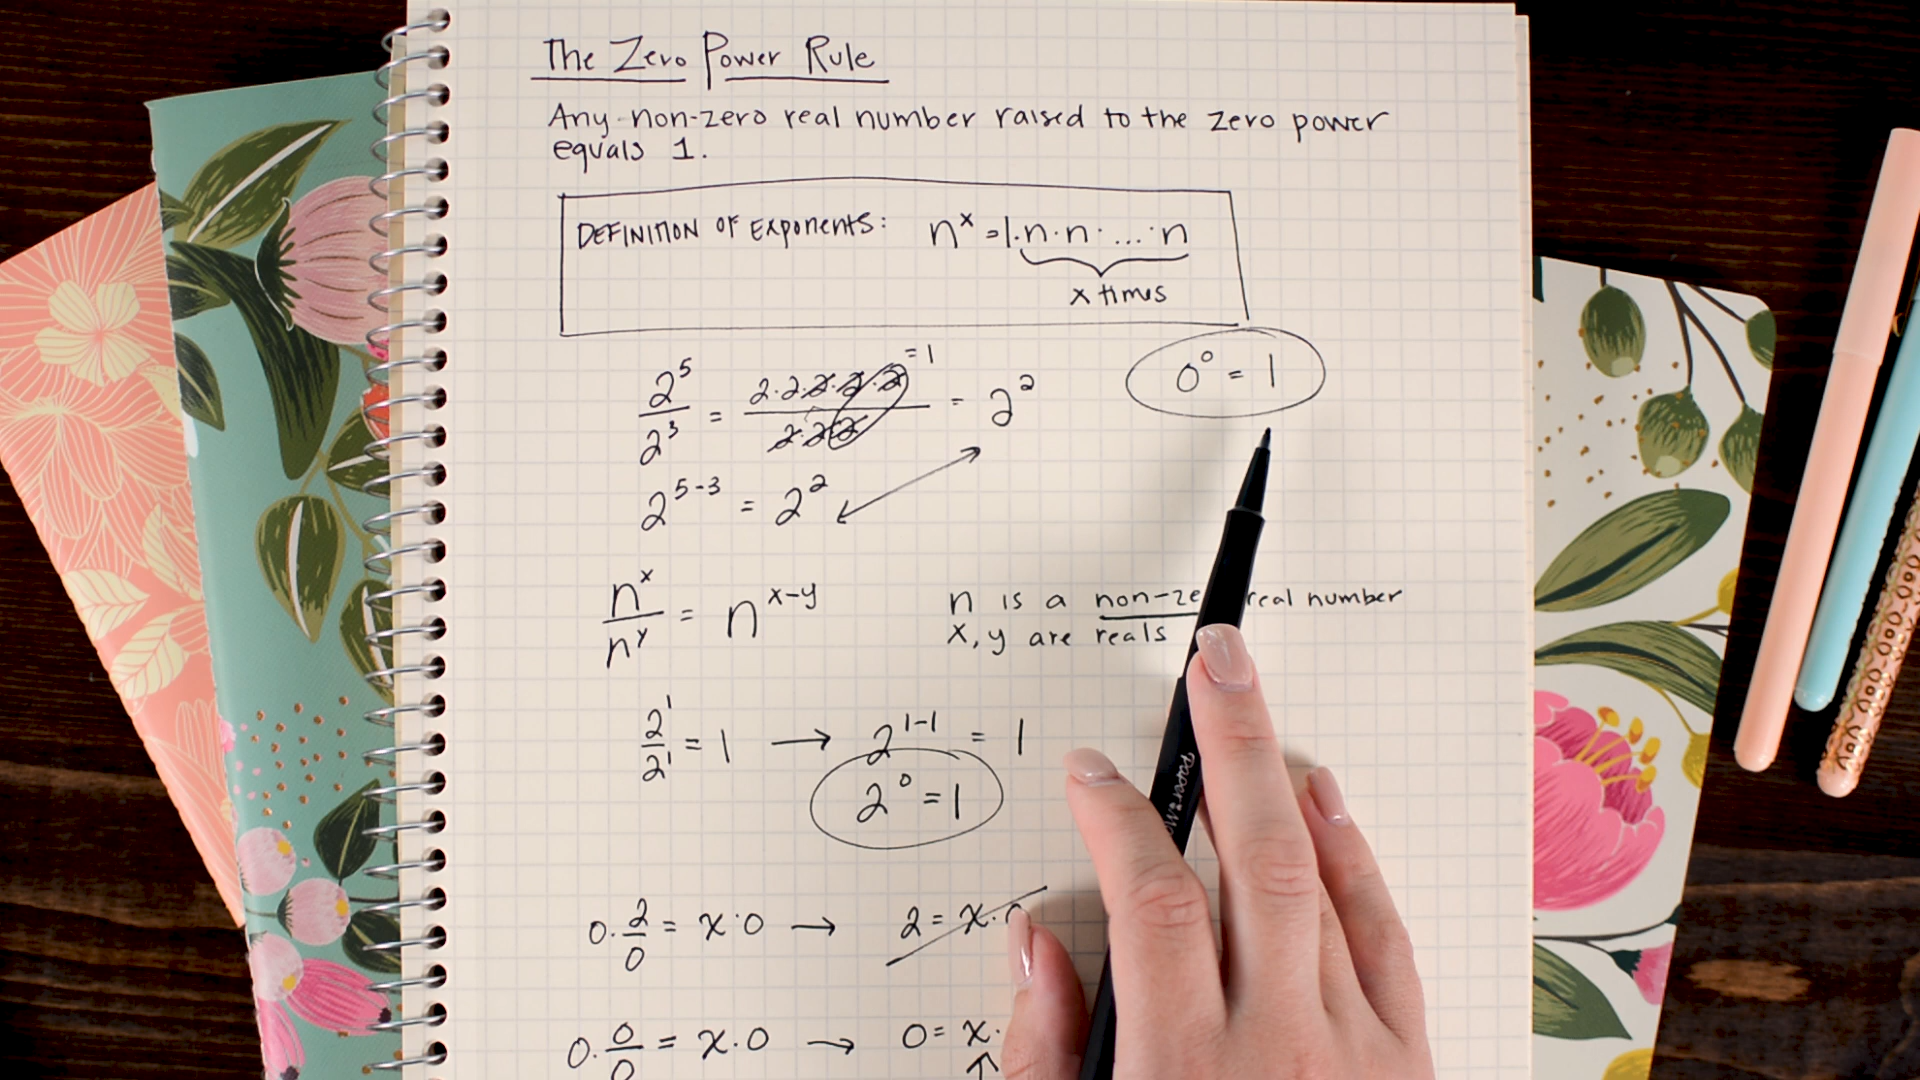 The Zero Power Rule
Any non-zero real number raised to the zero power
equals 1.
DEFINITION OF EXPONENTS: n^x = 1·n·n·...·n
x times
2^5/2^3 = 2·2·2·2·2/2·2·2 = 2^2
= 1
0^0 = 1
2^(5-3) = 2^2
n^x/n^y = n^(x-y)
n is a non-ze real number
x, y are reals
2^1/2^1 = 1 → 2^(1-1) = 1
2^0 = 1
0·2/0 = x·0 → 2 = x·
0·0/0 = x·0 → 0 = x·
Paper:M